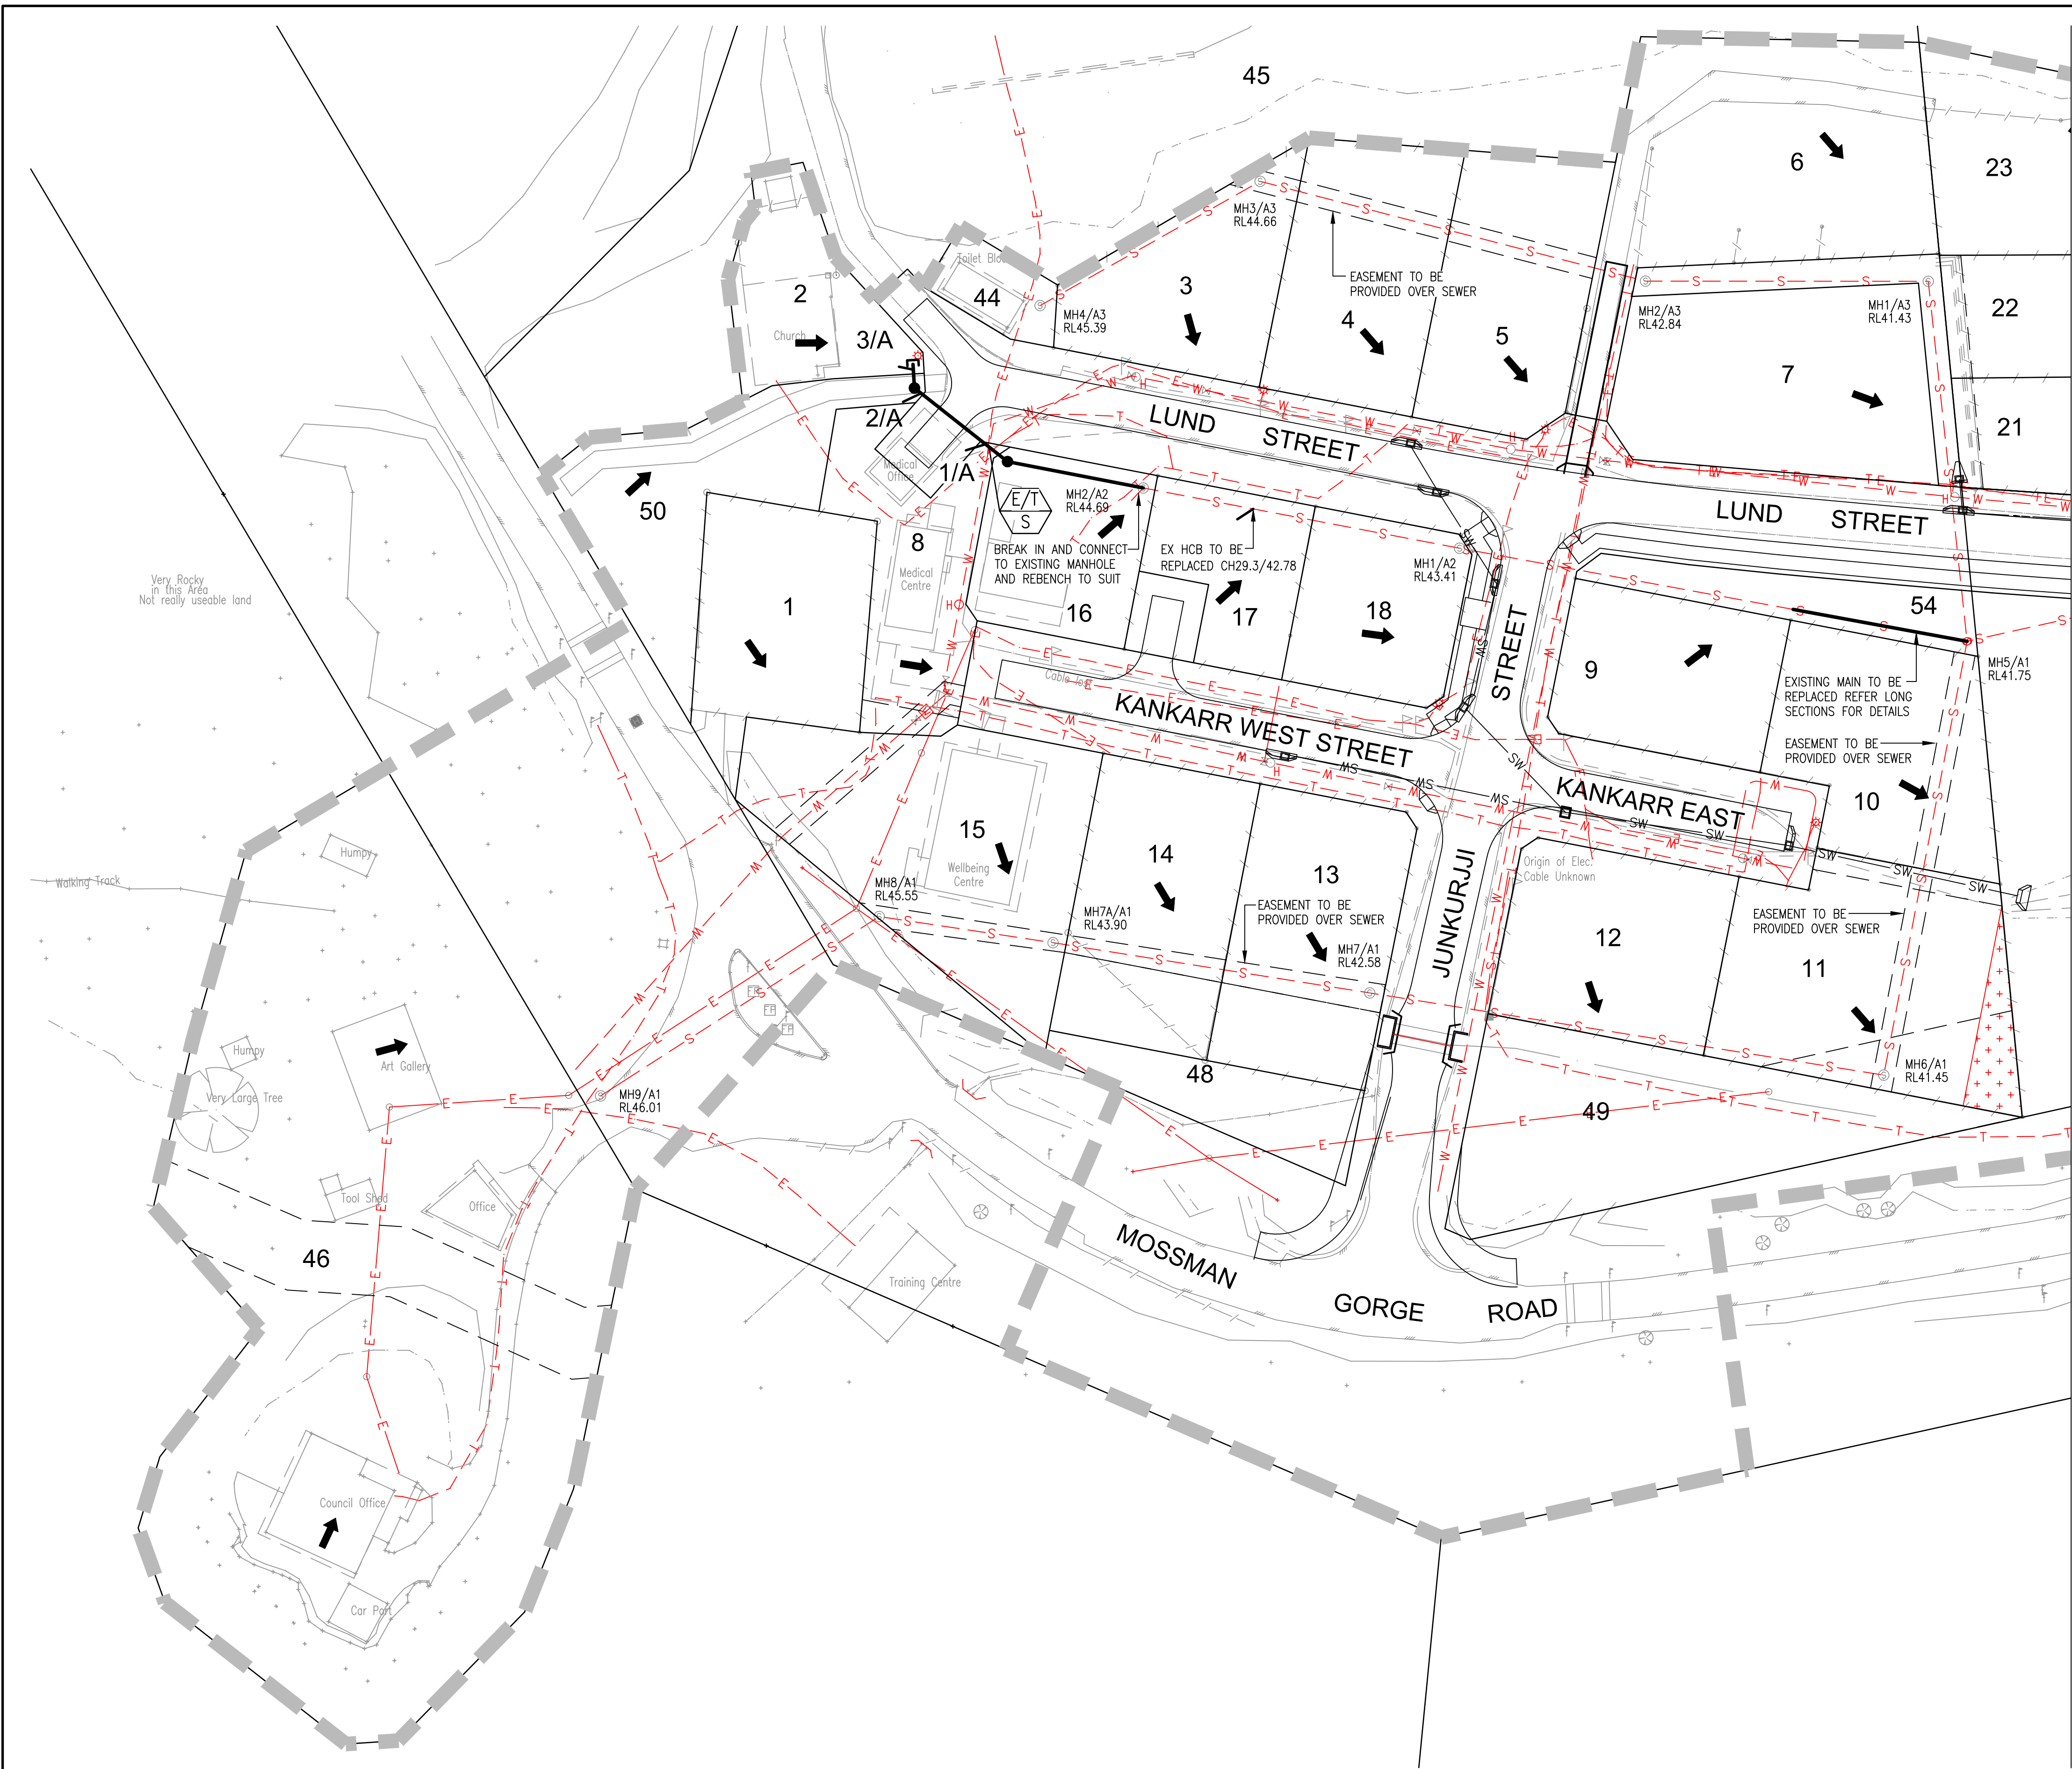 45
6
23
2
Church
3/A
Toilet Bloc
44
MH3/A3
RL44.66
MH4/A3
RL45.39
3
EASEMENT TO BE
PROVIDED OVER SEWER
4
5
MH2/A3
RL42.84
MH1/A3
RL41.43
22
7
21
2/A
Medical
Office
1/A
LUND STREET
LUND STREET
50
E/T
S
MH2/A2
RL44.69
BREAK IN AND CONNECT
TO EXISTING MANHOLE
AND REBENCH TO SUIT
EX HCB TO BE
REPLACED CH29.3/42.78
MH1/A2
RL43.41
8
Medical
Centre
Very Rocky
in this Area
Not really useable land
1
16
17
18
54
9
MH5/A1
RL41.75
EXISTING MAIN TO BE
REPLACED REFER LONG
SECTIONS FOR DETAILS
Cable los
KANKARR WEST STREET
JUNKURJI STREET
EASEMENT TO BE
PROVIDED OVER SEWER
KANKARR EAST
10
Humpy
Walking Track
15
Wellbeing
Centre
14
13
Origin of Elec.
Cable Unknown
MH8/A1
RL45.55
MH7A/A1
RL43.90
EASEMENT TO BE
PROVIDED OVER SEWER
MH7/A1
RL42.58
12
EASEMENT TO BE
PROVIDED OVER SEWER
11
FP
FP
FP
Humpy
Art Gallery
Very Large Tree
MH9/A1
RL46.01
48
49
MH6/A1
RL41.45
Tool Shed
Office
46
Training Centre
MOSSMAN GORGE ROAD
Council Office
Car Port
E
S
W
T
H
SW